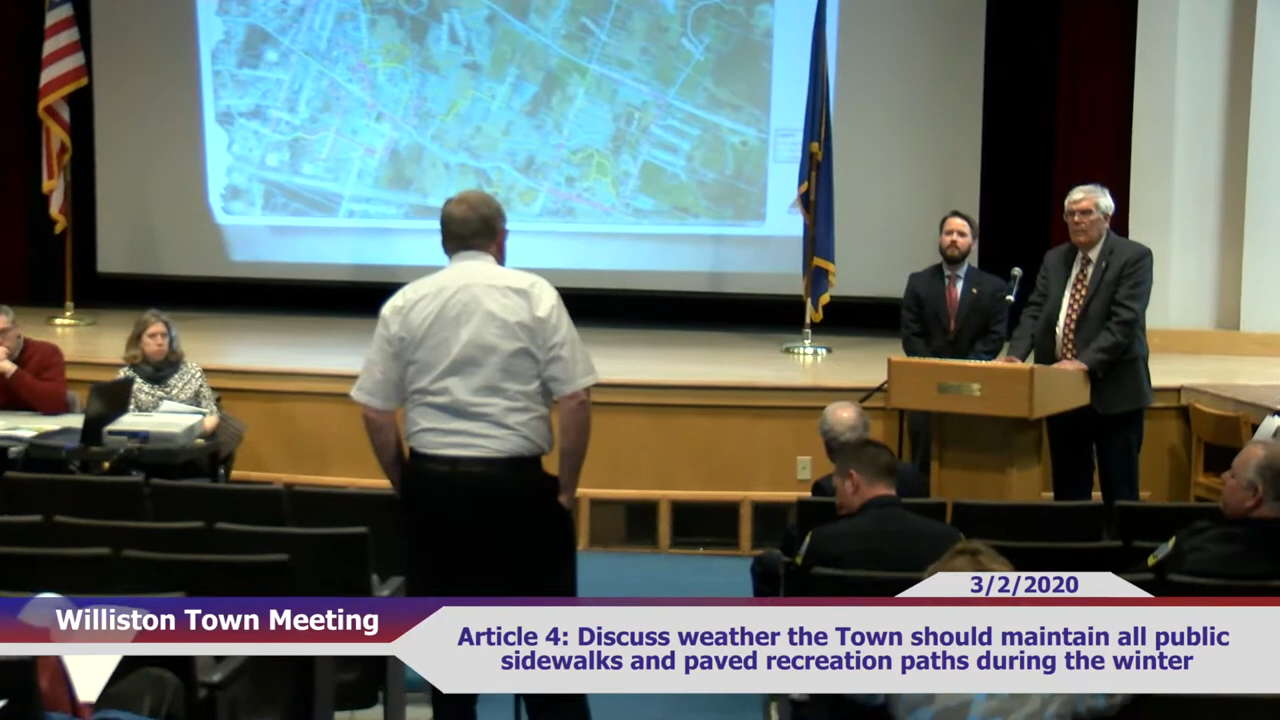 3/2/2020
Williston Town Meeting
Article 4: Discuss weather the Town should maintain all public
sidewalks and paved recreation paths during the winter